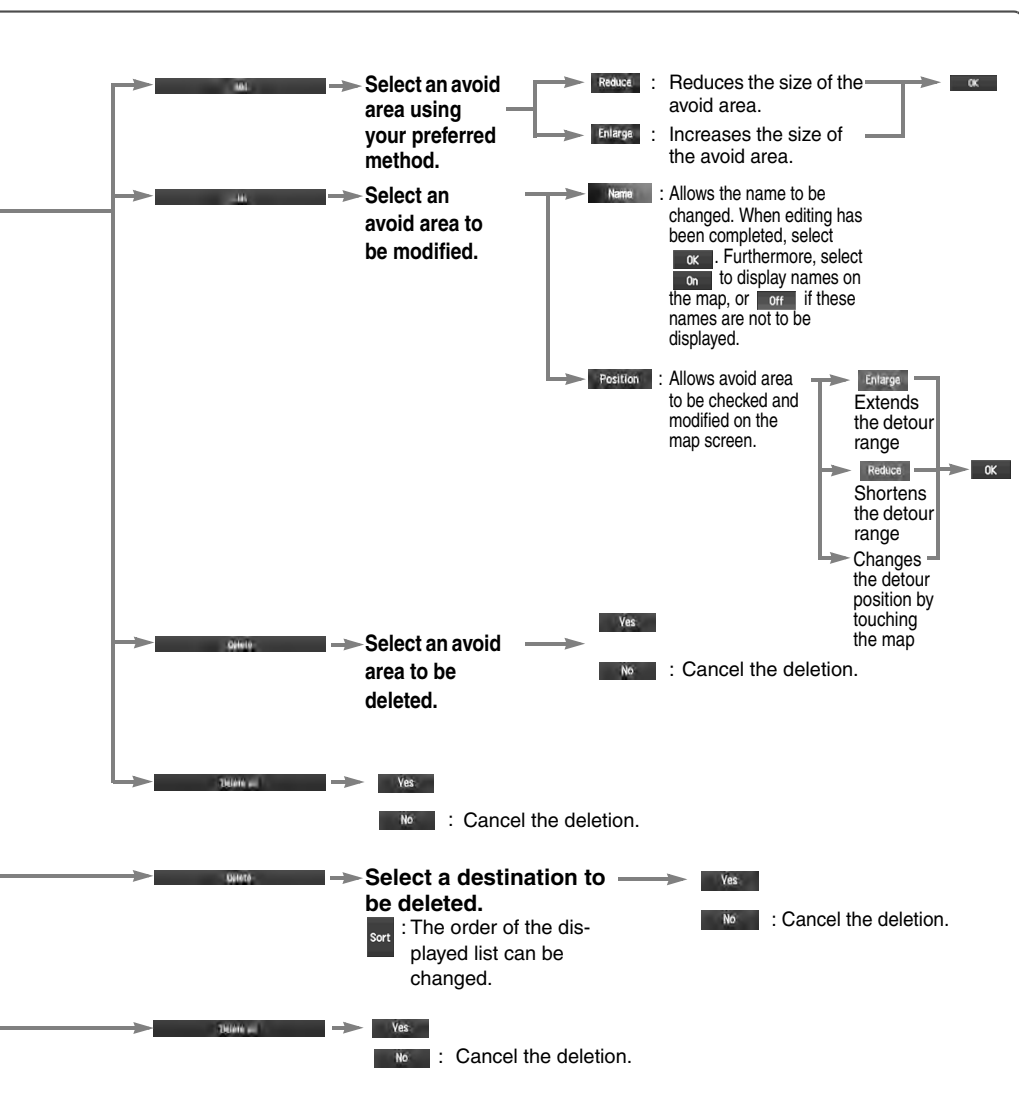 Select an avoid
area using
your preferred
method.
Reduce : Reduces the size of the
avoid area.
Enlarge : Increases the size of
the avoid area.
OK
Select an
avoid area to
be modified.
Name : Allows the name to be
changed. When editing has
been completed, select
OK . Furthermore, select
On to display names on
the map, or Off if these
names are not to be
displayed.
Position : Allows avoid area
to be checked and
modified on the
map screen.
Enlarge
Extends
the detour
range
Reduce
Shortens
the detour
range
Changes
the detour
position by
touching
the map
OK
Delete
Select an avoid
area to be
deleted.
Yes
No : Cancel the deletion.
Delete all
Yes
No : Cancel the deletion.
Delete
Select a destination to
be deleted.
Sort : The order of the dis-
played list can be
changed.
Yes
No : Cancel the deletion.
Delete all
Yes
No : Cancel the deletion.